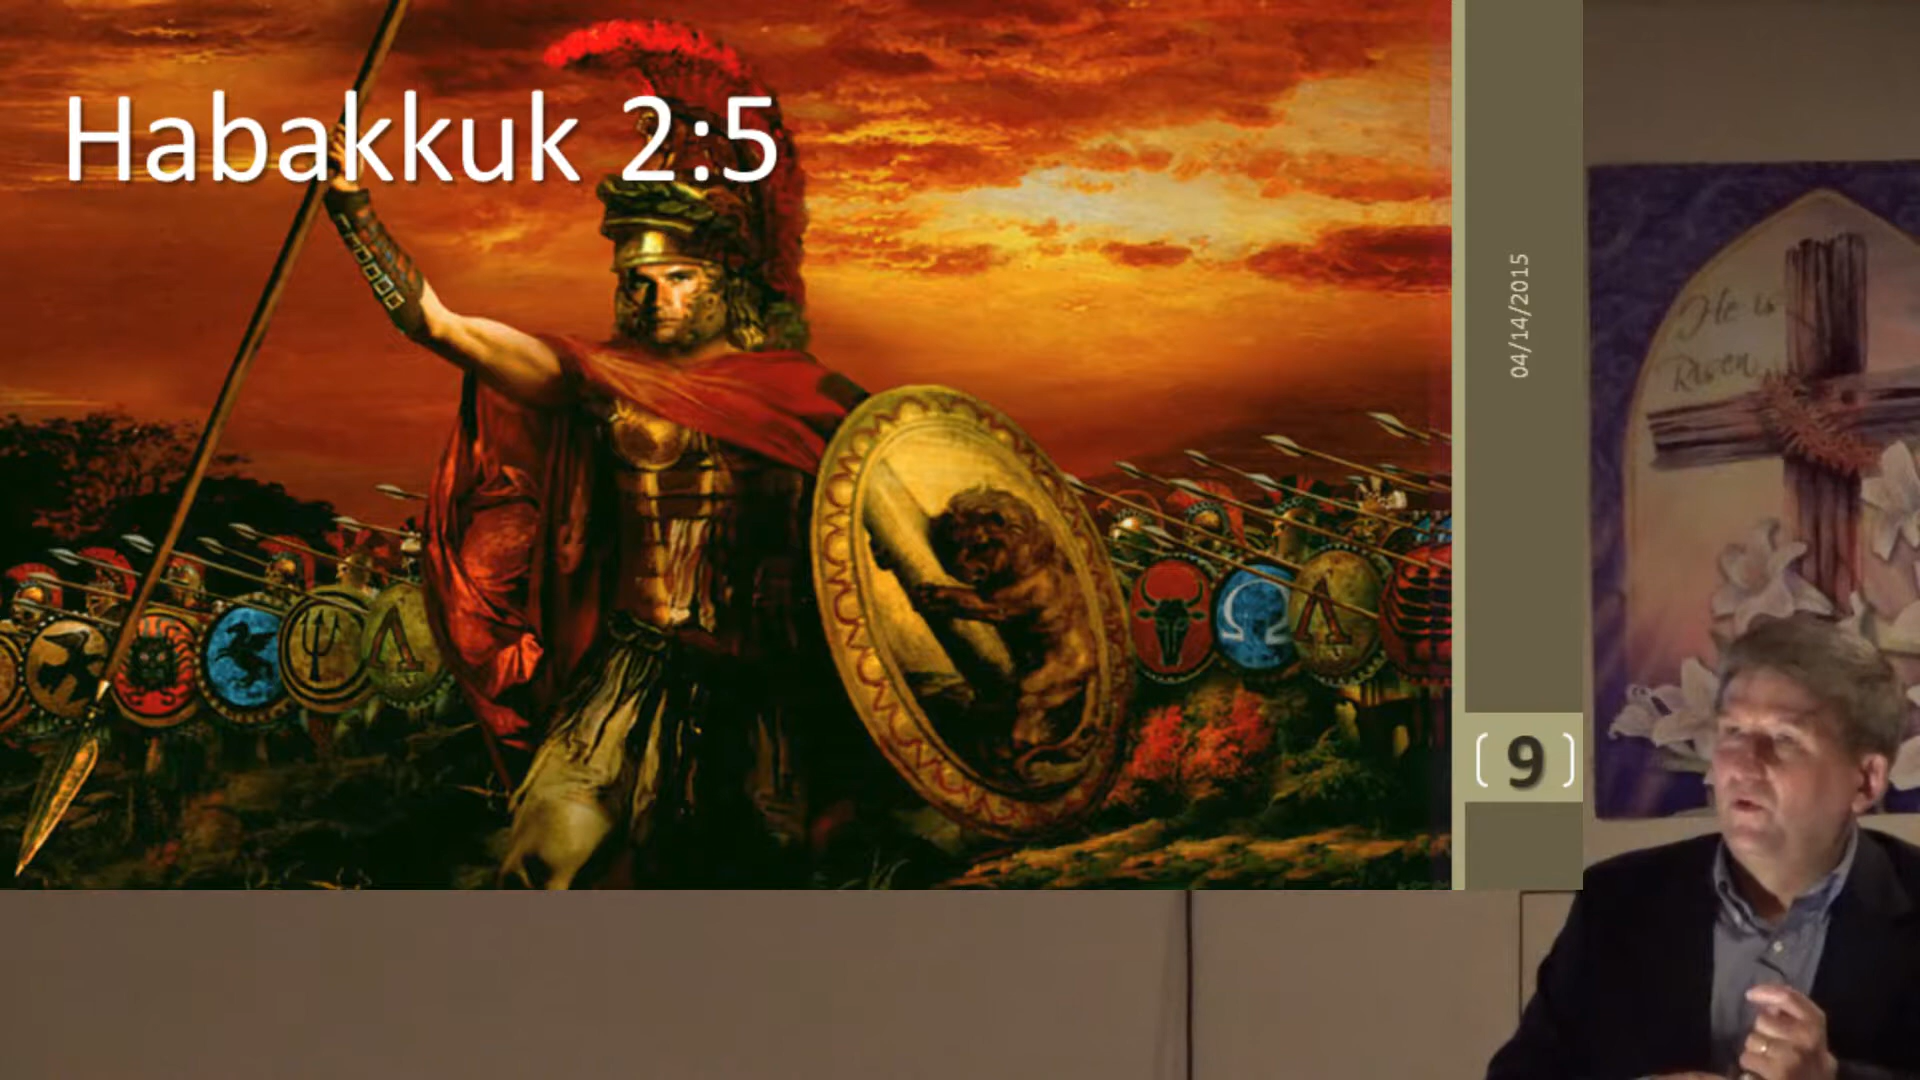 Habakkuk 2:5
04/14/2015
9
He is
Risen
Ω
Λ
Λ